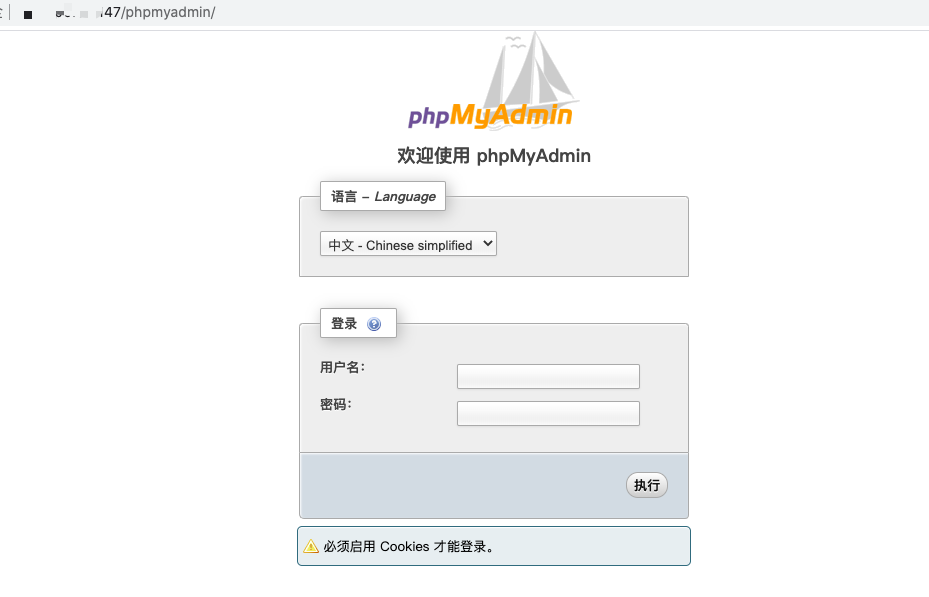 47/phpmyadmin/
phpMyAdmin
欢迎使用 phpMyAdmin
语言 - Language
中文 - Chinese simplified
登录
用户名：
密码：
执行
必须启用 Cookies 才能登录。